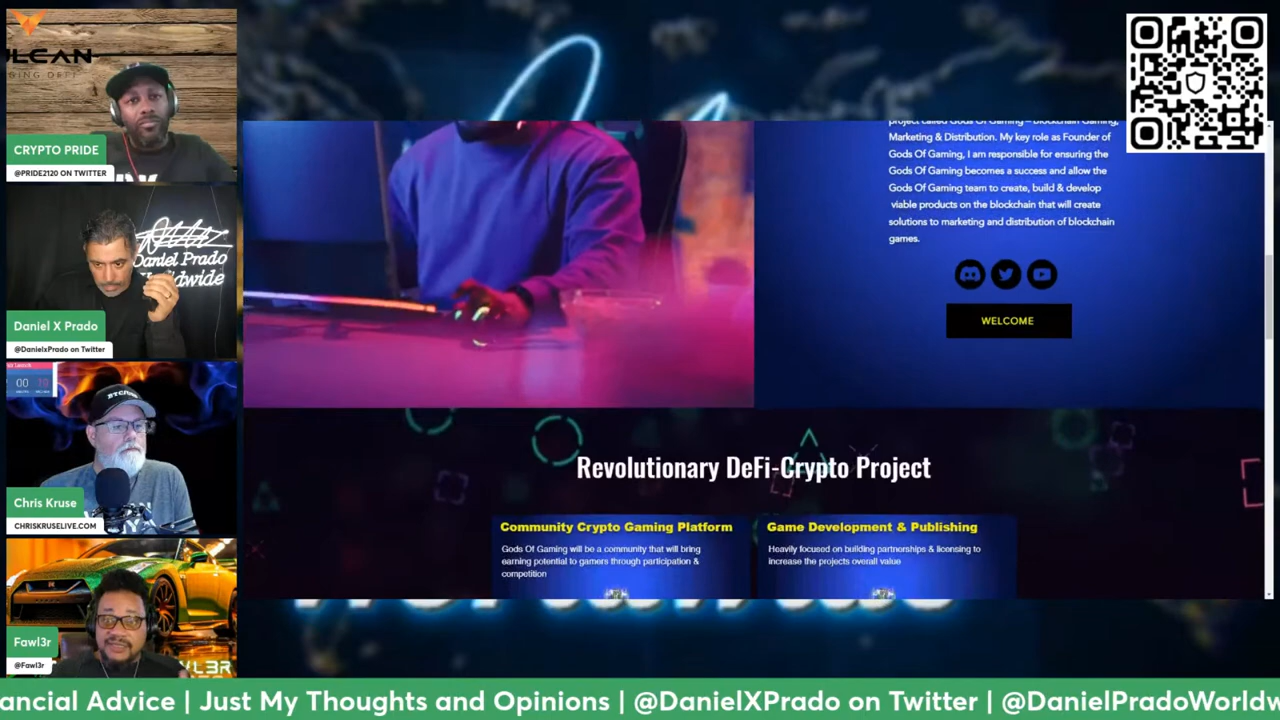 CRYPTO PRIDE
@PRIDE2120 ON TWITTER
Daniel Prado
Daniel X Prado
@DanielxPrado on Twitter
00
Chris Kruse
CHRISKRUSELIVE.COM
Fawl3r
@Fawl3r
project called Gods Of Gaming – Blockchain Gaming,
Marketing & Distribution. My key role as Founder of
Gods Of Gaming, I am responsible for ensuring the
Gods Of Gaming becomes a success and allow the
Gods Of Gaming team to create, build & develop
viable products on the blockchain that will create
solutions to marketing and distribution of blockchain
games.
WELCOME
Revolutionary DeFi-Crypto Project
Community Crypto Gaming Platform
Gods Of Gaming will be a community that will bring
earning potential to gamers through participation &
competition
Game Development & Publishing
Heavily focused on building partnerships & licensing to
increase the projects overall value
ancial Advice | Just My Thoughts and Opinions | @DanielXPrado on Twitter | @DanielPradoWorldw